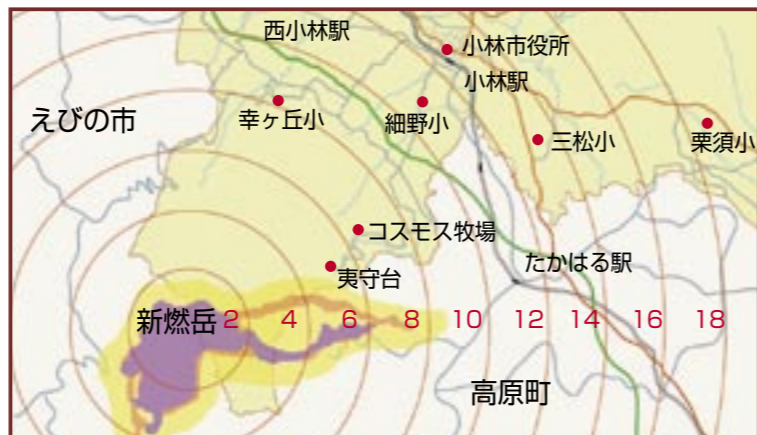 西小林駅
小林市役所
小林駅
えびの市
幸ヶ丘小
細野小
三松小
栗須小
コスモス牧場
たかはる駅
夷守台
新燃岳
2 4 6 8 10 12 14 16 18
高原町